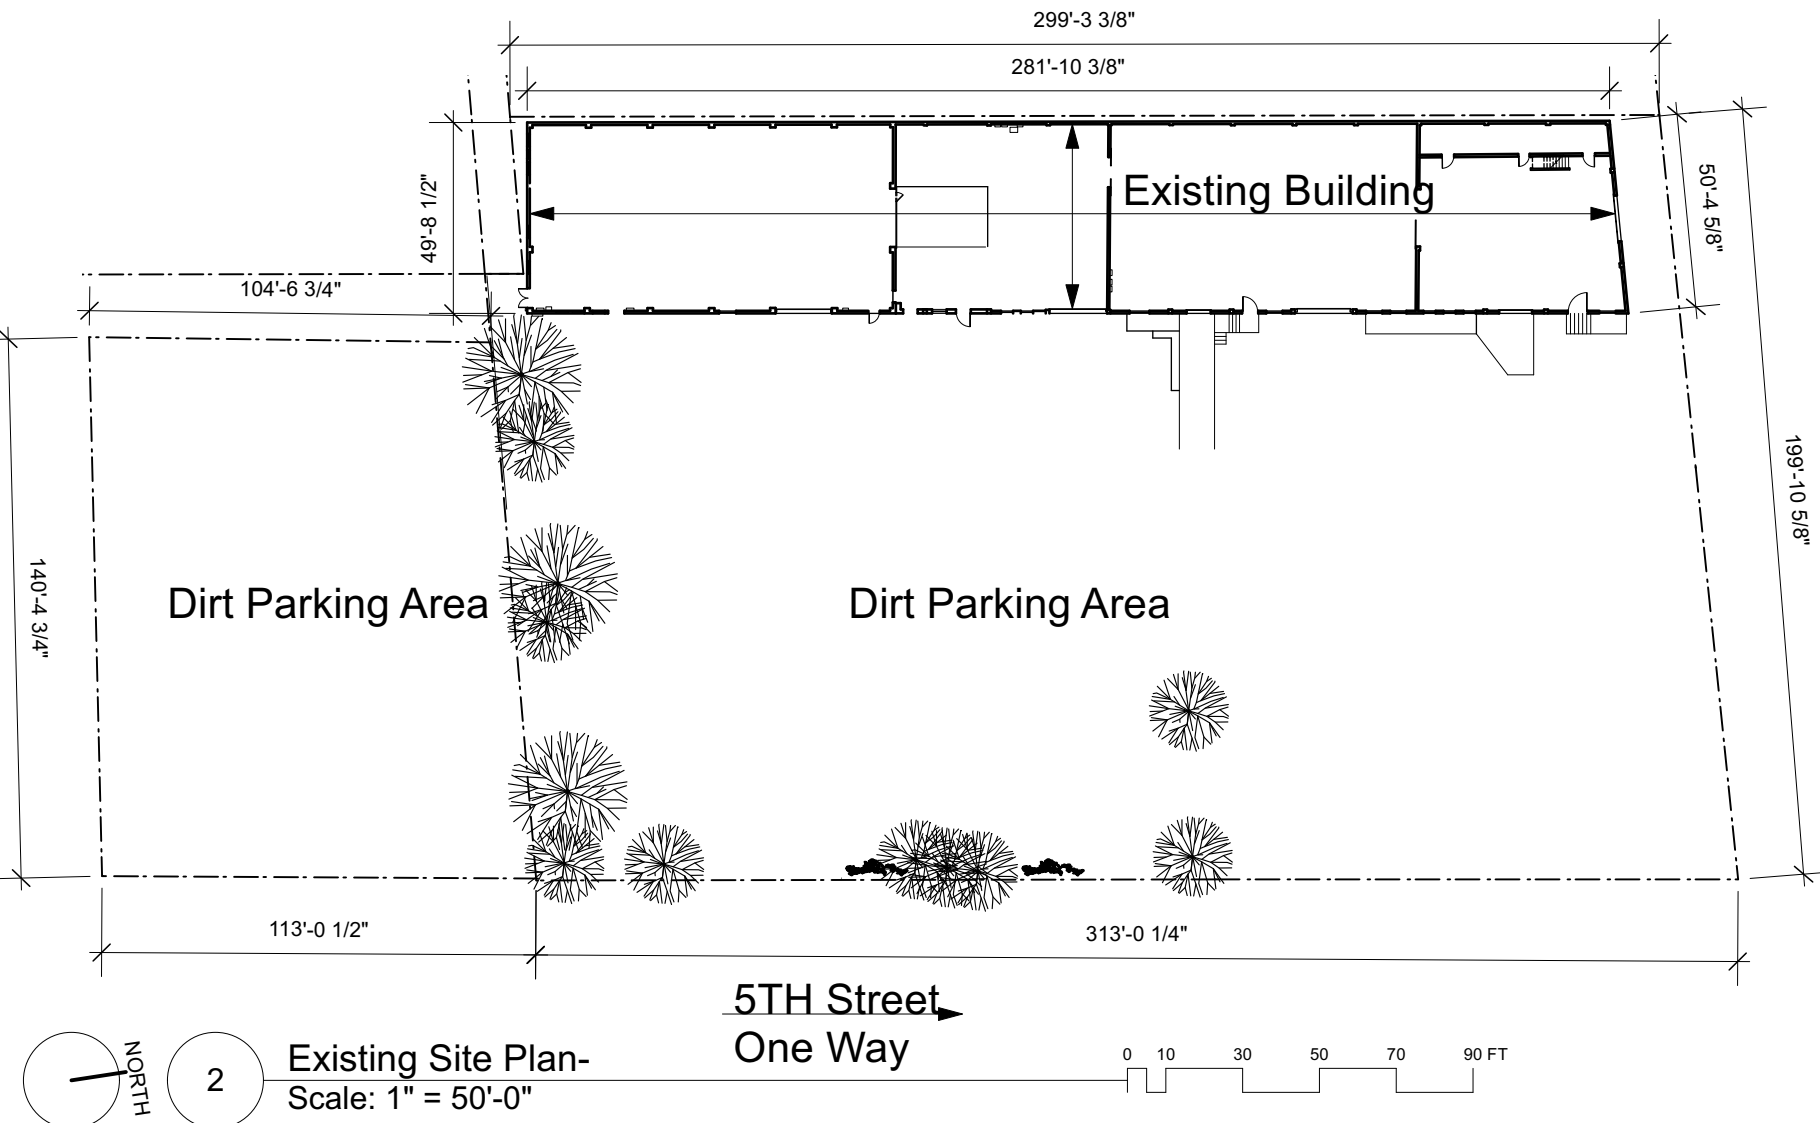 299'-3 3/8"
281'-10 3/8"
49'-8 1/2"
Existing Building
50'-4 5/8"
104'-6 3/4"
199'-10 5/8"
140'-4 3/4"
Dirt Parking Area
Dirt Parking Area
113'-0 1/2"
313'-0 1/4"
5TH Street
One Way
NORTH
2
Existing Site Plan-
Scale: 1" = 50'-0"
0 10 30 50 70 90 FT